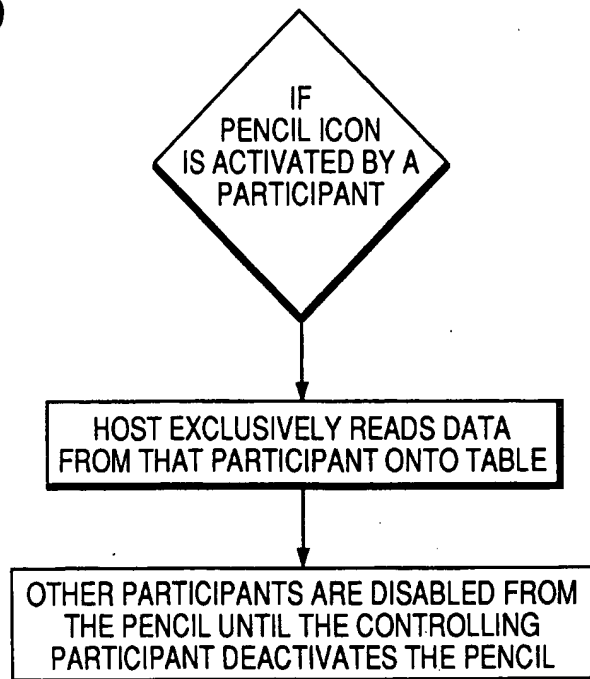 IF
PENCIL ICON
IS ACTIVATED BY A
PARTICIPANT
HOST EXCLUSIVELY READS DATA
FROM THAT PARTICIPANT ONTO TABLE
OTHER PARTICIPANTS ARE DISABLED FROM
THE PENCIL UNTIL THE CONTROLLING
PARTICIPANT DEACTIVATES THE PENCIL